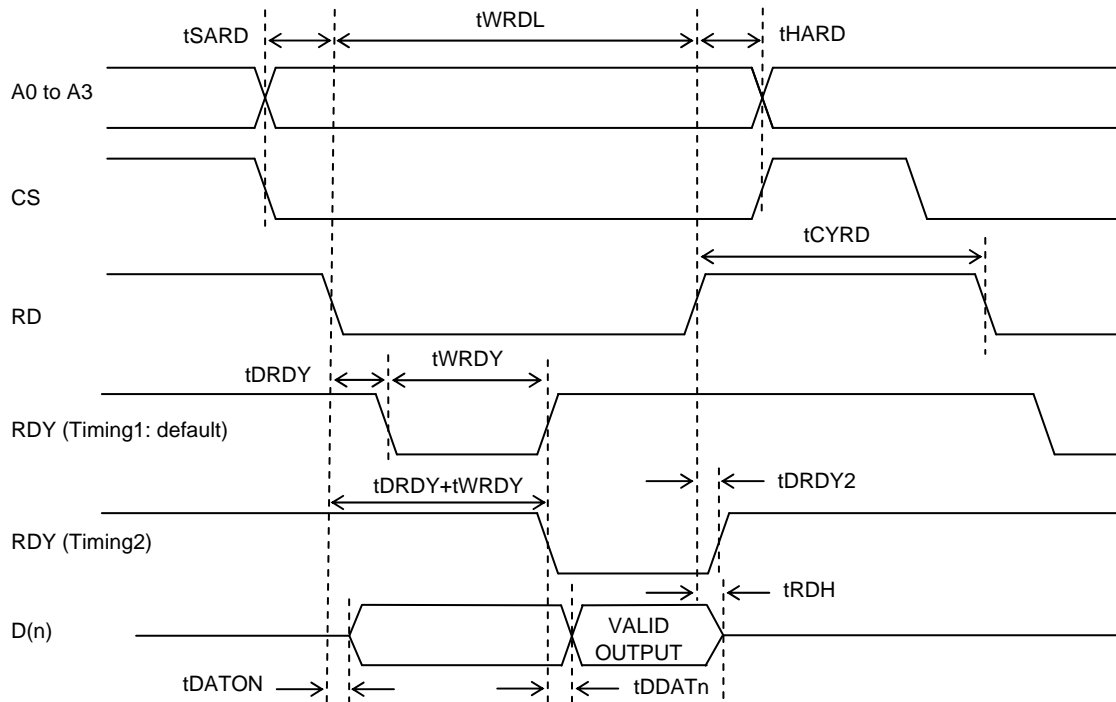 tWRDL
tSARD
tHARD
A0 to A3
CS
tCYRD
RD
tWRDY
tDRDY
RDY (Timing1: default)
tDRDY+tWRDY
tDRDY2
RDY (Timing2)
tRDH
D(n)
VALID
OUTPUT
tDATON
tDDATn